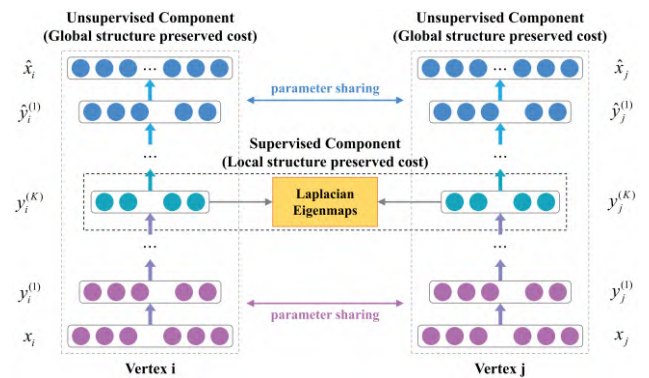 Unsupervised Component
(Global structure preserved cost)
Unsupervised Component
(Global structure preserved cost)
x̂ᵢ
...
...
x̂ⱼ
ŷᵢ⁽¹⁾
parameter sharing
ŷⱼ⁽¹⁾
...
...
Supervised Component
(Local structure preserved cost)
yᵢ⁽ᴷ⁾
Laplacian
Eigenmaps
yⱼ⁽ᴷ⁾
...
...
yᵢ⁽¹⁾
yⱼ⁽¹⁾
parameter sharing
xᵢ
xⱼ
Vertex i
Vertex j